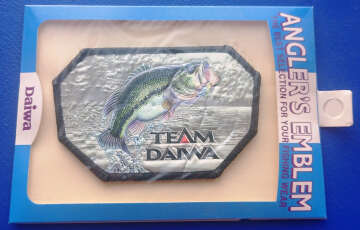 ANGLER'S EMBLEM
THE BEST SELECTION FOR YOUR FISHING WEAR
TEAM
DAIWA
Daiwa